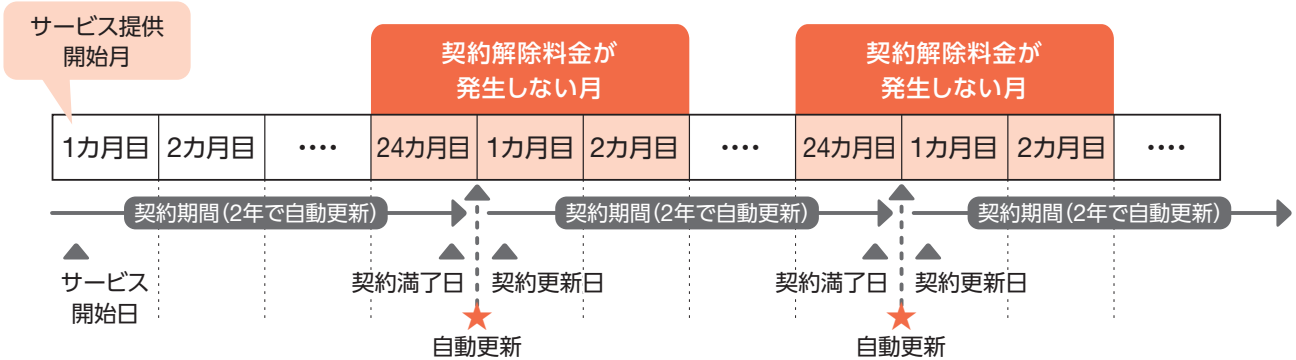 サービス提供
開始月
契約解除料金が
発生しない月
契約解除料金が
発生しない月
1カ月目 2カ月目 ‥‥ 24カ月目 1カ月目 2カ月目 ‥‥ 24カ月目 1カ月目 2カ月目 ‥‥
契約期間(2年で自動更新) 契約期間(2年で自動更新) 契約期間(2年で自動更新)
サービス
開始日
契約満了日 契約更新日 契約満了日 契約更新日
自動更新 自動更新